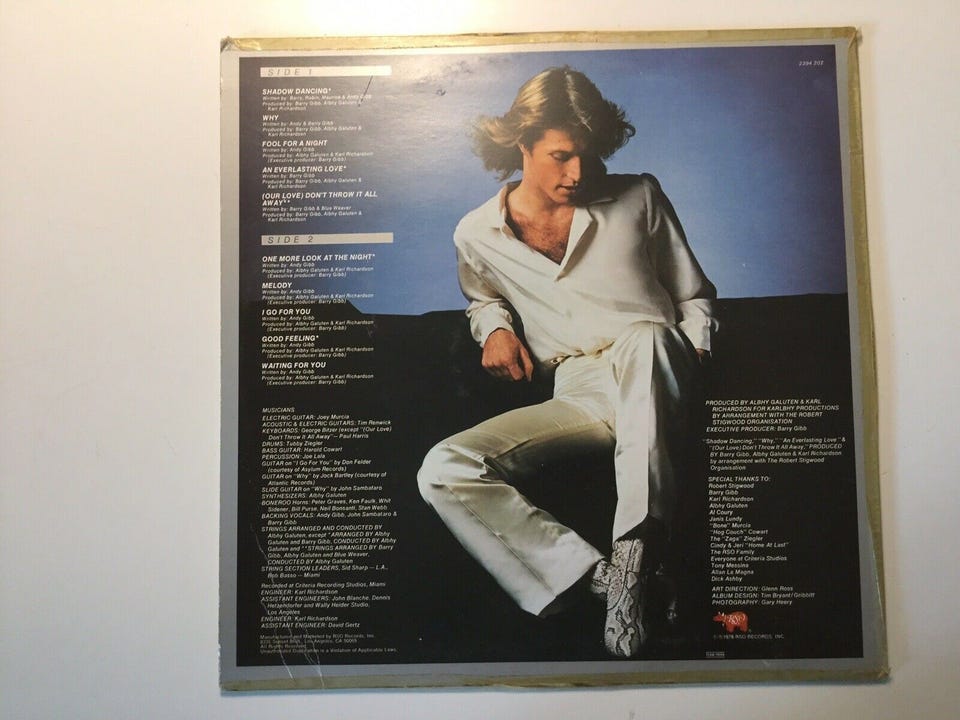 2394 202
SIDE 1
SHADOW DANCING*
Written by: Barry, Robin, Maurice & Andy Gibb
Produced by: Barry Gibb, Albhy Galuten &
Karl Richardson
WHY
Written by: Andy & Barry Gibb
Produced by: Barry Gibb, Albhy Galuten &
Karl Richardson
FOOL FOR A NIGHT
Written by: Andy Gibb
Produced by: Albhy Galuten & Karl Richardson
(Executive producer: Barry Gibb)
AN EVERLASTING LOVE*
Written by: Barry Gibb
Produced by: Barry Gibb, Albhy Galuten &
Karl Richardson
(OUR LOVE) DON'T THROW IT ALL
AWAY**
Written by: Barry Gibb & Blue Weaver
Produced by: Barry Gibb, Albhy Galuten &
Karl Richardson
SIDE 2
ONE MORE LOOK AT THE NIGHT*
Written by: Andy Gibb
Produced by: Albhy Galuten & Karl Richardson
(Executive producer: Barry Gibb)
MELODY
Written by: Andy Gibb
Produced by: Albhy Galuten & Karl Richardson
(Executive producer: Barry Gibb)
I GO FOR YOU
Written by: Andy Gibb
Produced by: Albhy Galuten & Karl Richardson
(Executive producer: Barry Gibb)
GOOD FEELING*
Written by: Andy Gibb
Produced by: Albhy Galuten & Karl Richardson
(Executive producer: Barry Gibb)
WAITING FOR YOU
Written by: Andy Gibb
Produced by: Albhy Galuten & Karl Richardson
(Executive producer: Barry Gibb)
MUSICIANS
ELECTRIC GUITAR: Joey Murcia
ACOUSTIC & ELECTRIC GUITARS: Tim Renwick
KEYBOARDS: George Bitzer (except "(Our Love)
Don't Throw It All Away" — Paul Harris
DRUMS: Tubby Ziegler
BASS GUITAR: Harold Cowart
PERCUSSION: Joe Lala
GUITAR on "I Go For You" by Don Felder
(courtesy of Asylum Records)
GUITAR on "Why" by Jock Bartley (courtesy of
Atlantic Records)
SLIDE GUITAR on "Why" by John Sambataro
SYNTHESIZERS: Albhy Galuten
BONEROO Horns: Peter Graves, Ken Faulk, Whit
Sidener, Bill Purse, Neil Bonsanti, Stan Webb
BACKING VOCALS: Andy Gibb, John Sambataro &
Barry Gibb
STRINGS ARRANGED AND CONDUCTED BY
Albhy Galuten, except *ARRANGED BY Albhy
Galuten and Barry Gibb, CONDUCTED BY Albhy
Galuten and **STRINGS ARRANGED BY Barry
Gibb, Albhy Galuten and Blue Weaver,
CONDUCTED BY Albhy Galuten
STRING SECTION LEADERS, Sid Sharp — L.A.,
Bob Basso — Miami
Recorded at Criteria Recording Studios, Miami
ENGINEER: Karl Richardson
ASSISTANT ENGINEERS: John Blanche, Dennis
Hetzendorfer and Wally Heider Studio,
Los Angeles
ENGINEER: Karl Richardson
ASSISTANT ENGINEER: David Gertz
Manufactured and Marketed by RSO Records, Inc.
8335 Sunset Blvd., Los Angeles, CA 90069
All Rights Reserved
Unauthorized Duplication is a Violation of Applicable Laws.
PRODUCED BY ALBHY GALUTEN & KARL
RICHARDSON FOR KARLBHY PRODUCTIONS
BY ARRANGEMENT WITH THE ROBERT
STIGWOOD ORGANISATION
EXECUTIVE PRODUCER: Barry Gibb
"Shadow Dancing," "Why," "An Everlasting Love" &
"(Our Love) Don't Throw It All Away," PRODUCED
BY Barry Gibb, Albhy Galuten & Karl Richardson
by arrangement with The Robert Stigwood
Organisation
SPECIAL THANKS TO:
Robert Stigwood
Barry Gibb
Karl Richardson
Albhy Galuten
Al Coury
Janis Lundy
"Bone" Murcia
"Hog Couch" Cowart
The "Zaga" Ziegler
Cindy & Jeri "Home At Last"
The RSO Family
Everyone at Criteria Studios
Tony Messina
Allan Le Magna
Dick Ashby
ART DIRECTION: Glenn Ross
ALBUM DESIGN: Tim Bryant/Gribbitt
PHOTOGRAPHY: Gary Heery
RSO
℗ © 1978 RSO RECORDS, INC.